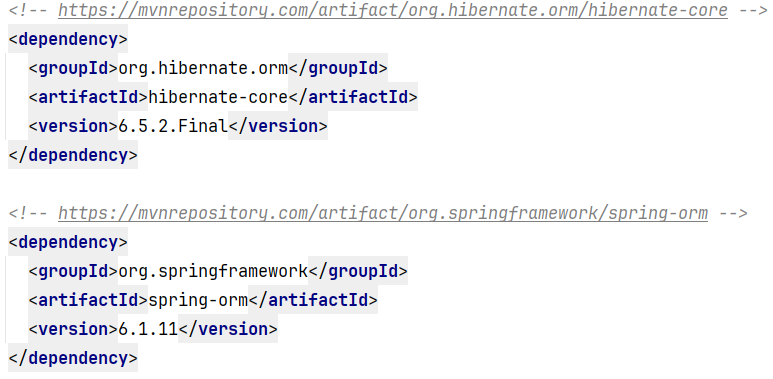 <!-- https://mvnrepository.com/artifact/org.hibernate.orm/hibernate-core -->
<dependency>
  <groupId>org.hibernate.orm</groupId>
  <artifactId>hibernate-core</artifactId>
  <version>6.5.2.Final</version>
</dependency>

<!-- https://mvnrepository.com/artifact/org.springframework/spring-orm -->
<dependency>
  <groupId>org.springframework</groupId>
  <artifactId>spring-orm</artifactId>
  <version>6.1.11</version>
</dependency>